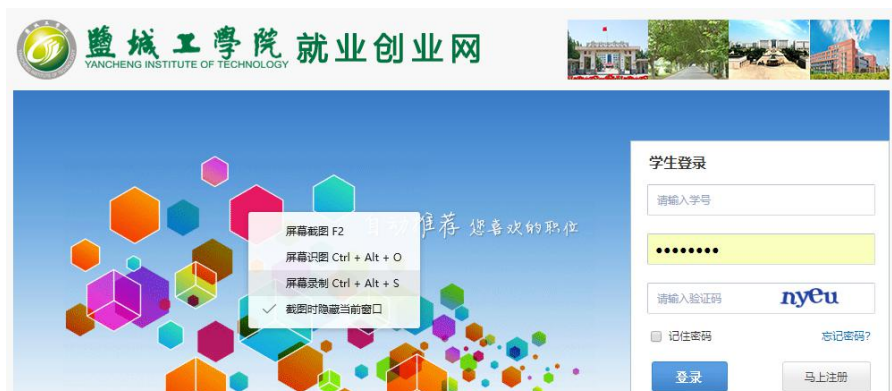 鹽城工學院 就业创业网
YANCHENG INSTITUTE OF TECHNOLOGY
学生登录
请输入学号
自动推荐 您喜欢的职位
屏幕截图 F2
屏幕识图 Ctrl + Alt + O
屏幕录制 Ctrl + Alt + S
截图时隐藏当前窗口
••••••••
请输入验证码 nyeu
记住密码 忘记密码?
登录 马上注册